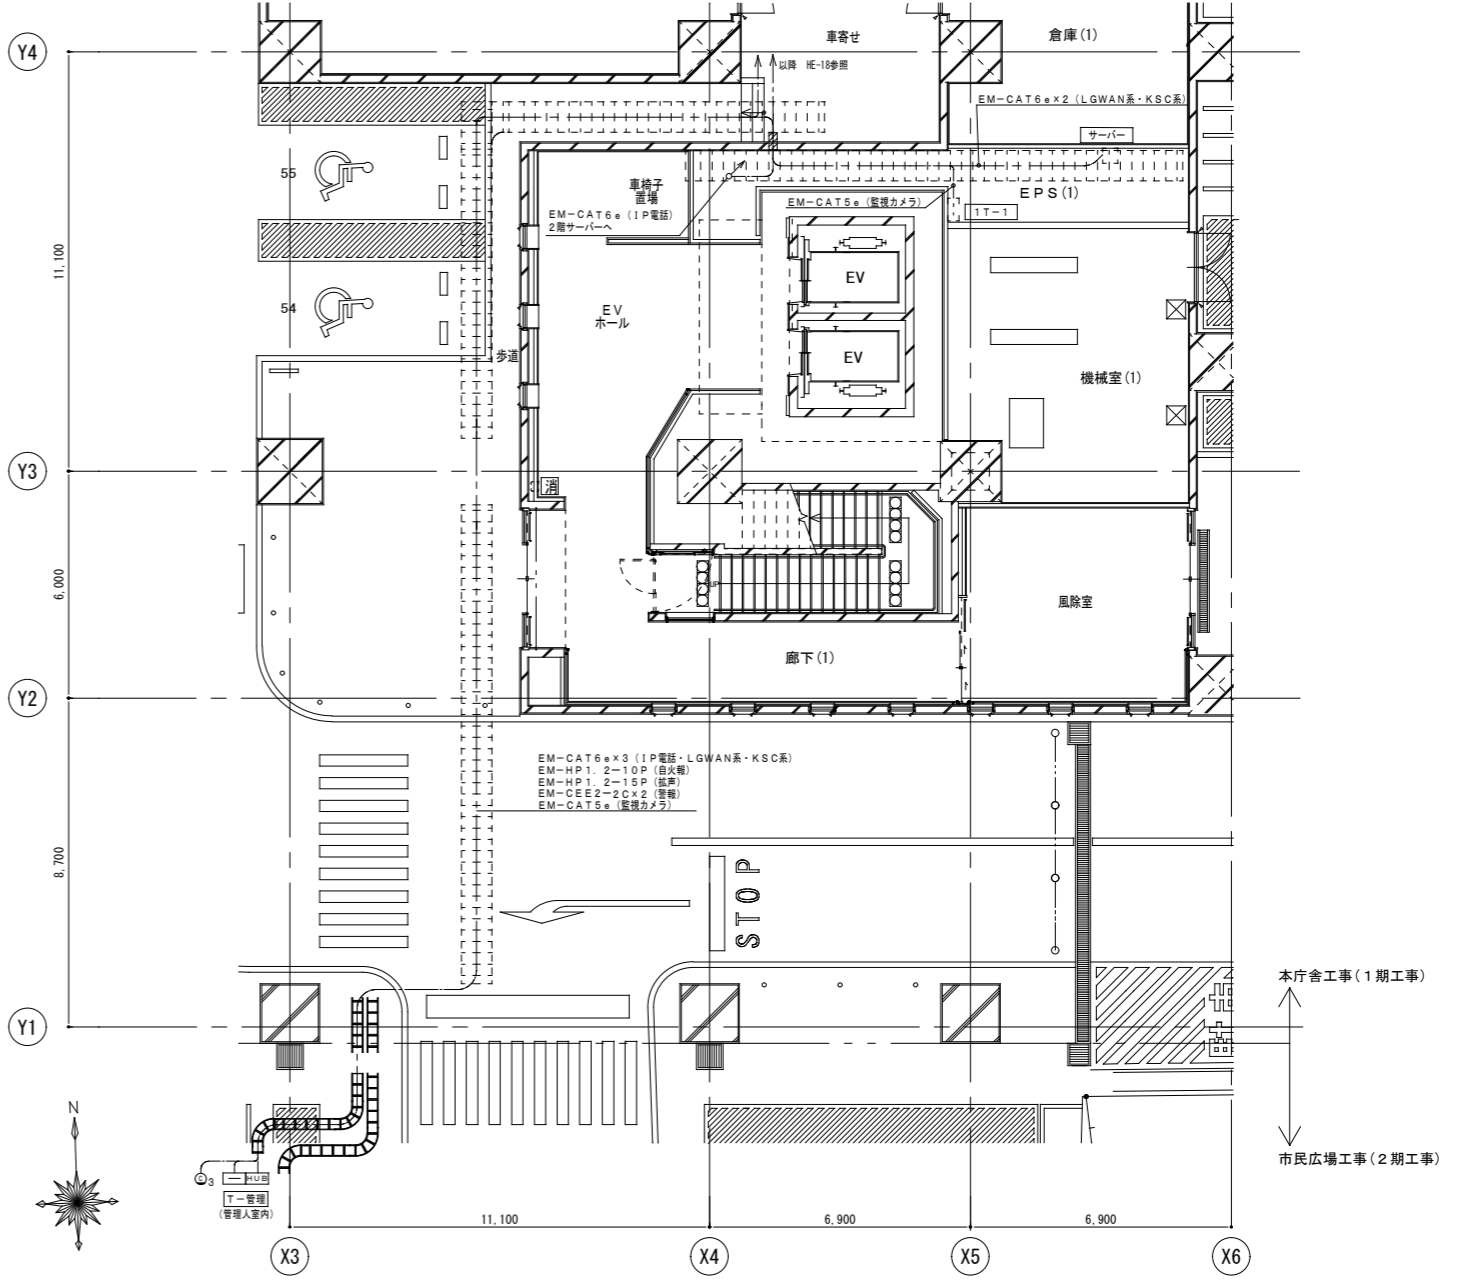 Y4
車寄せ
倉庫(1)
以降 HE-18参照
EM-CAT6e×2 (LGWAN系・KSC系)
サーバー
55
車椅子
置場
EPS(1)
EM-CAT6e (IP電話)
2階サーバーへ
EM-CAT5e (監視カメラ)
1T-1
11,100
54
EV
EV
ホール
歩道
EV
機械室(1)
Y3
消
6,000
UP
風除室
廊下(1)
Y2
EM-CAT6e×3 (IP電話・LGWAN系・KSC系)
EM-HP1.2-10P (自火報)
EM-HP1.2-15P (拡声)
EM-CEE2-2C×2 (警報)
EM-CAT5e (監視カメラ)
8,700
STOP
本庁舎工事(1期工事)
Y1
N
市民広場工事(2期工事)
3
HUB
T-管理
(管理人室内)
11,100
6,900
6,900
X3
X4
X5
X6